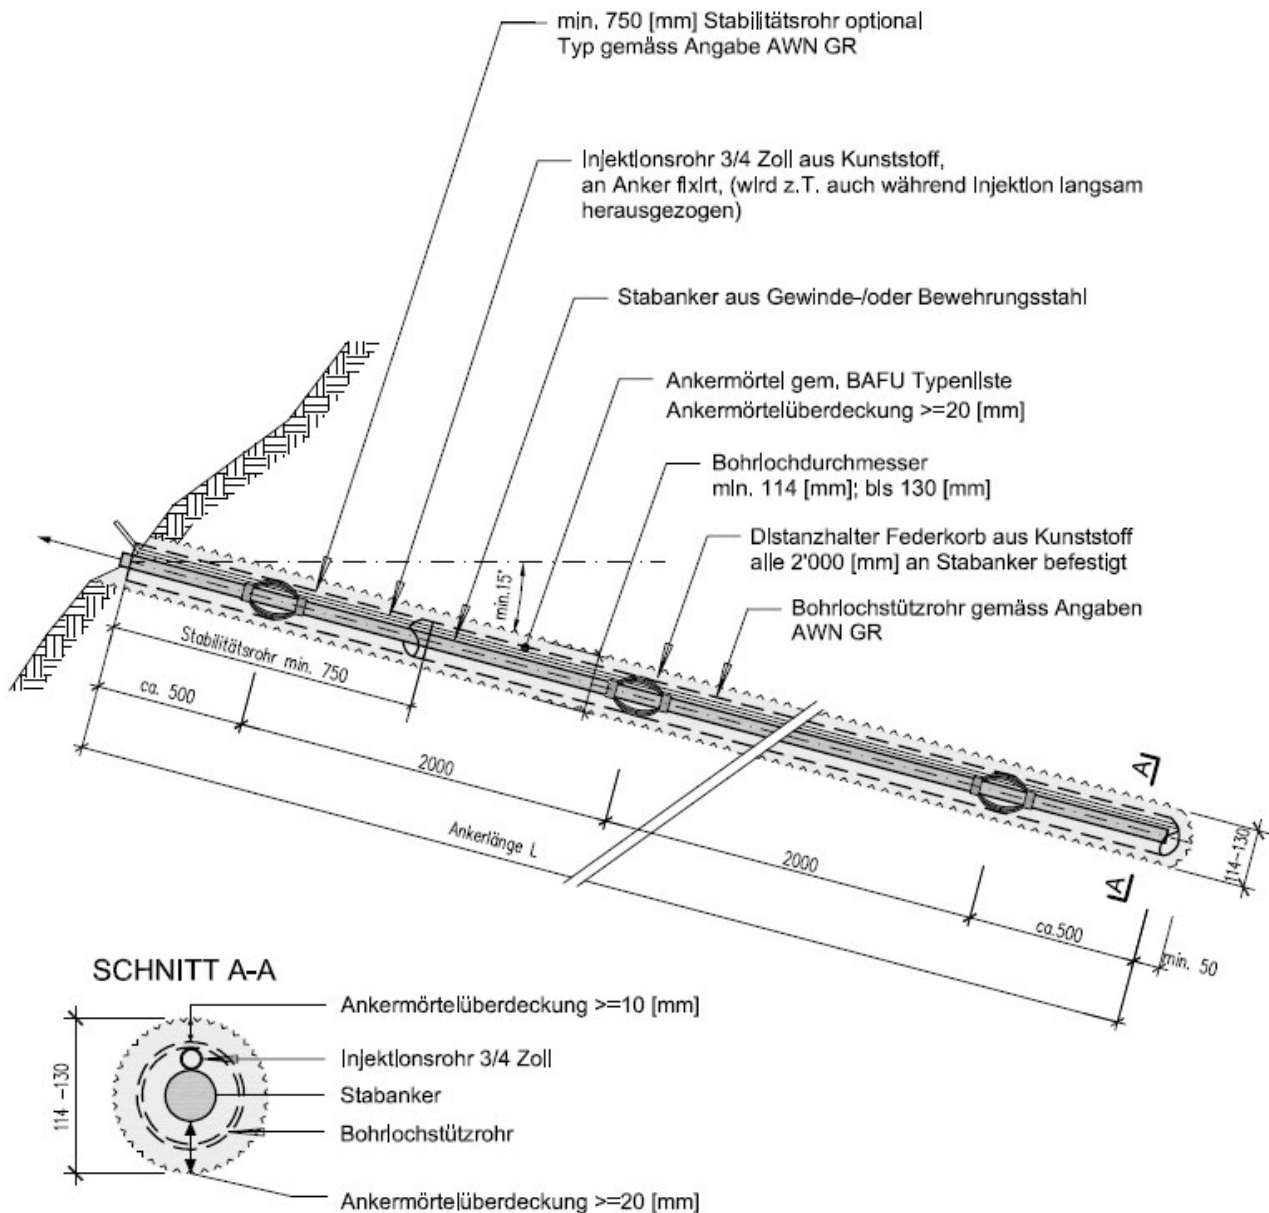 min. 750 [mm] Stabilitätsrohr optional
Typ gemäss Angabe AWN GR
Injektionsrohr 3/4 Zoll aus Kunststoff,
an Anker fixirt, (wird z.T. auch während Injektion langsam
herausgezogen)
Stabanker aus Gewinde-/oder Bewehrungsstahl
Ankermörtel gem. BAFU Typenliste
Ankermörtelüberdeckung >=20 [mm]
Bohrlochdurchmesser
min. 114 [mm]; bis 130 [mm]
Distanzhalter Federkorb aus Kunststoff
alle 2'000 [mm] an Stabanker befestigt
Bohrlochstützrohr gemäss Angaben
AWN GR
min.15°
Stabilitätsrohr min. 750
ca. 500
2000
Ankerlänge L
2000
ca.500
min. 50
114-130
A
A
SCHNITT A-A
Ankermörtelüberdeckung >=10 [mm]
Injektionsrohr 3/4 Zoll
Stabanker
Bohrlochstützrohr
Ankermörtelüberdeckung >=20 [mm]
114 -130